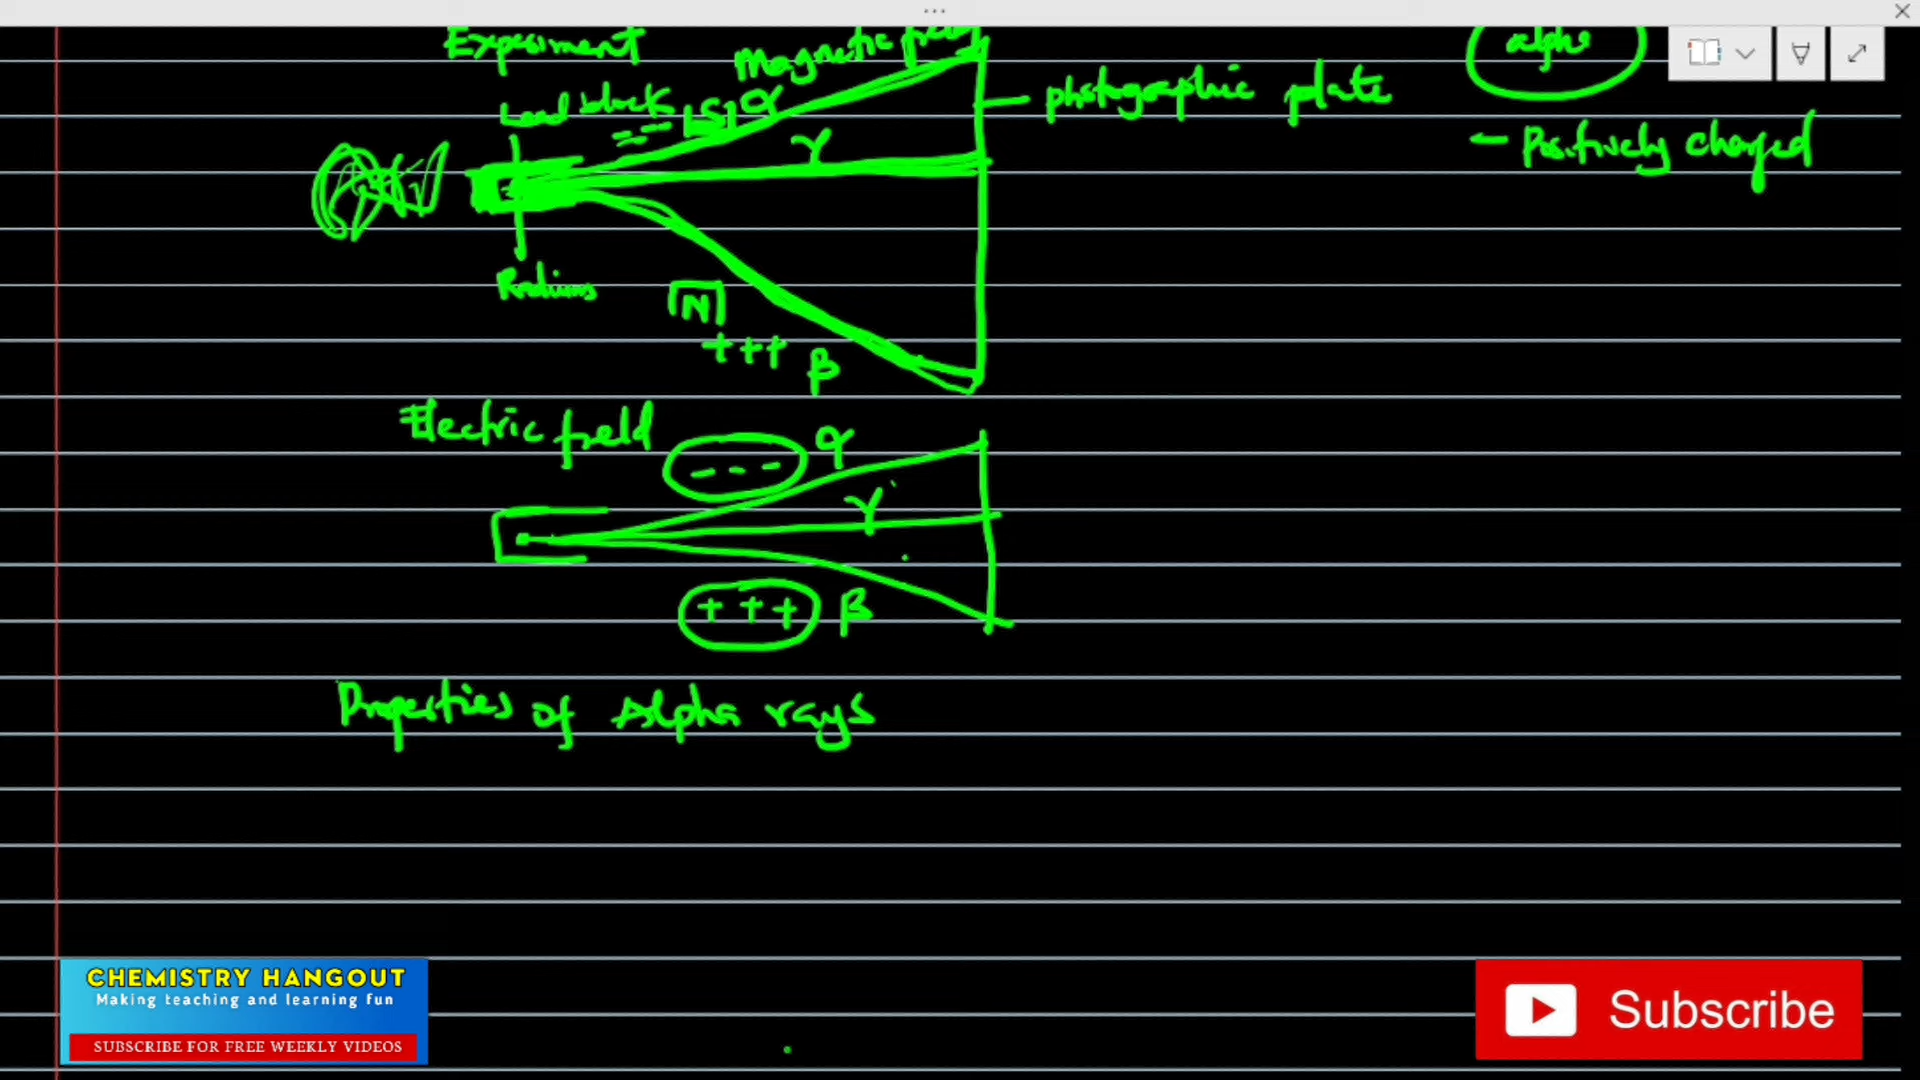 Experiment
Magnetic field
alpha
Lead block
[S] α
photographic plate
- Positively charged
γ
Radium
N
+++
β
Electric field
---
α
γ
+++
β
Properties of Alpha rays
CHEMISTRY HANGOUT
Making teaching and learning fun
SUBSCRIBE FOR FREE WEEKLY VIDEOS
Subscribe